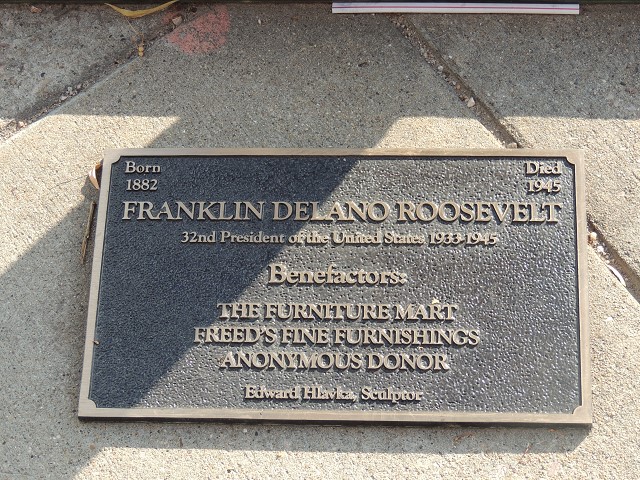 Born Died
1882 1945
FRANKLIN DELANO ROOSEVELT
32nd President of the United States 1933-1945
Benefactors:
THE FURNITURE MART
FREED'S FINE FURNISHINGS
ANONYMOUS DONOR
Edward Hlavka, Sculptor